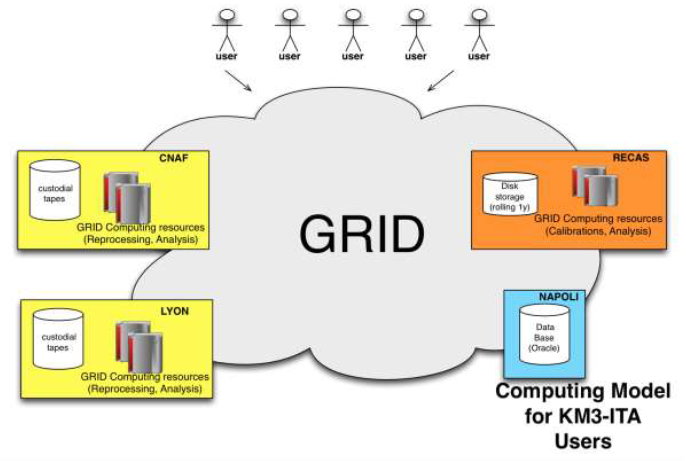 user
user
user
user
user
CNAF
custodial
tapes
GRID Computing resources
(Reprocessing, Analysis)
RECAS
Disk
storage
(rolling 1y)
GRID Computing resources
(Calibrations, Analysis)
GRID
LYON
custodial
tapes
GRID Computing resources
(Reprocessing, Analysis)
NAPOLI
Data
Base
(Oracle)
Computing Model
for KM3-ITA
Users